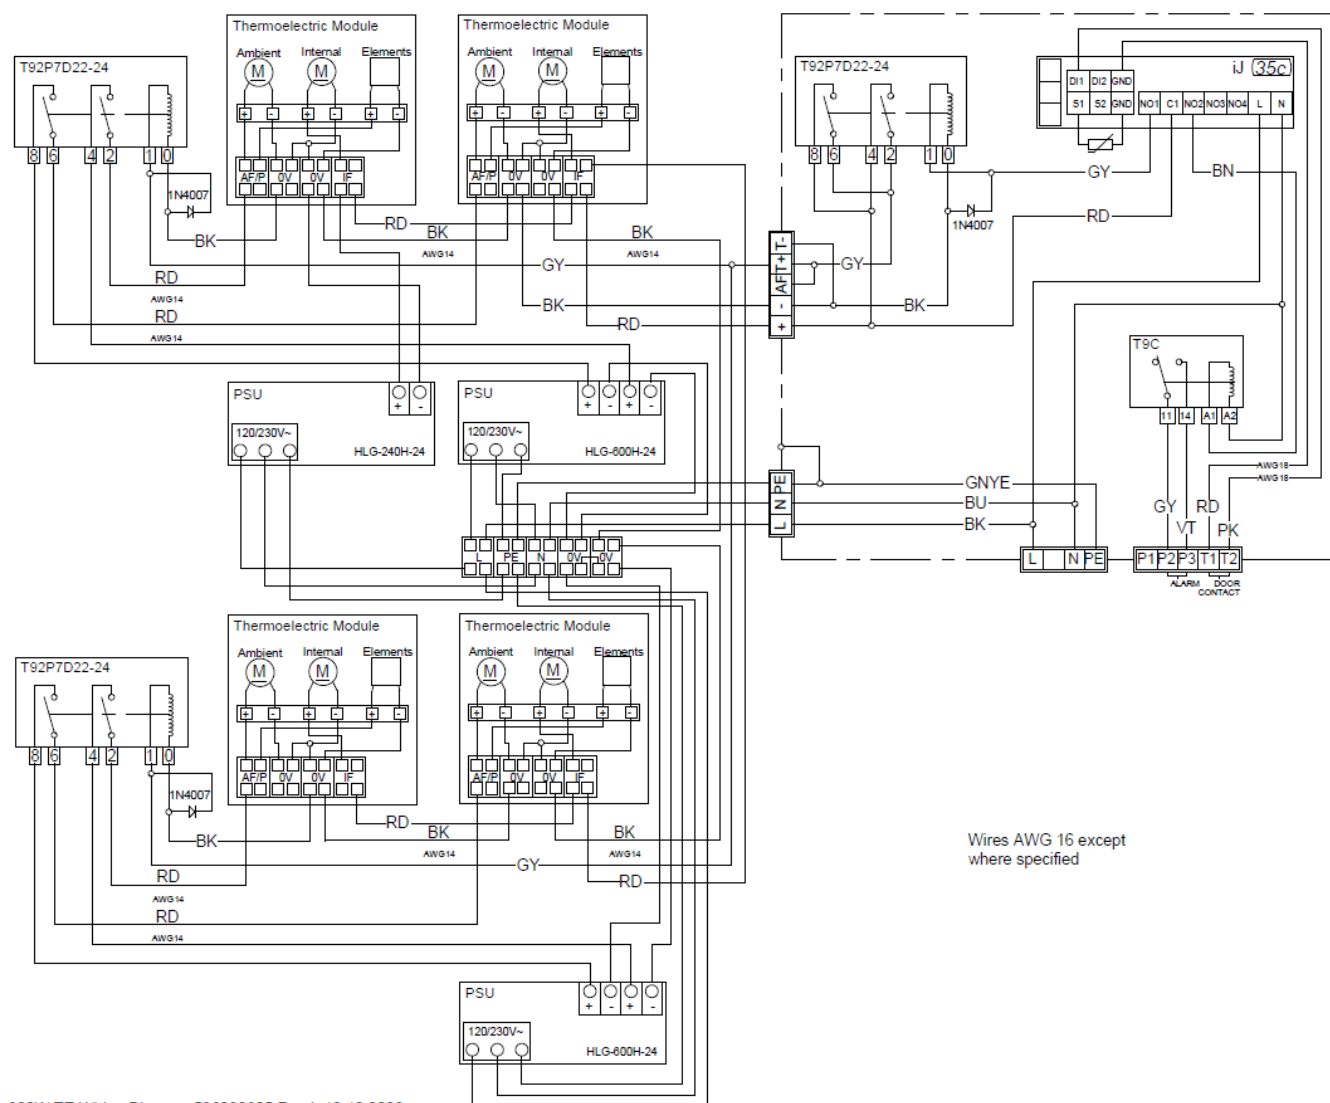 Thermoelectric Module
Ambient Internal Elements
M M
+ - + - + -
AF/P 0V 0V IF
Thermoelectric Module
Ambient Internal Elements
M M
+ - + - + -
AF/P 0V 0V IF
T92P7D22-24
8 6 4 2 1 0
1N4007
BK
RD
AWG14
RD
AWG14
RD
BK
AWG14
BK
AWG14
GY
BK
RD
T92P7D22-24
8 6 4 2 1 0
1N4007
iJ (35c)
DI1 DI2 GND
S1 S2 GND NO1 C1 NO2 NO3 NO4 L N
GY
BN
RD
T-
T+
AF
-
+
GY
BK
T9C
11 14 A1 A2
AWG18
AWG18
GY
VT
RD
PK
PE
N
L
GNYE
BU
BK
L N PE
P1 P2 P3 T1 T2
ALARM
DOOR
CONTACT
PSU
+ -
120/230V~
HLG-240H-24
PSU
+ - + -
120/230V~
HLG-600H-24
L PE N 0V 0V
Thermoelectric Module
Ambient Internal Elements
M M
+ - + - + -
AF/P 0V 0V IF
Thermoelectric Module
Ambient Internal Elements
M M
+ - + - + -
AF/P 0V 0V IF
T92P7D22-24
8 6 4 2 1 0
1N4007
BK
RD
AWG14
RD
AWG14
RD
BK
AWG14
BK
AWG14
GY
RD
PSU
+ - + -
120/230V~
HLG-600H-24
Wires AWG 16 except
where specified